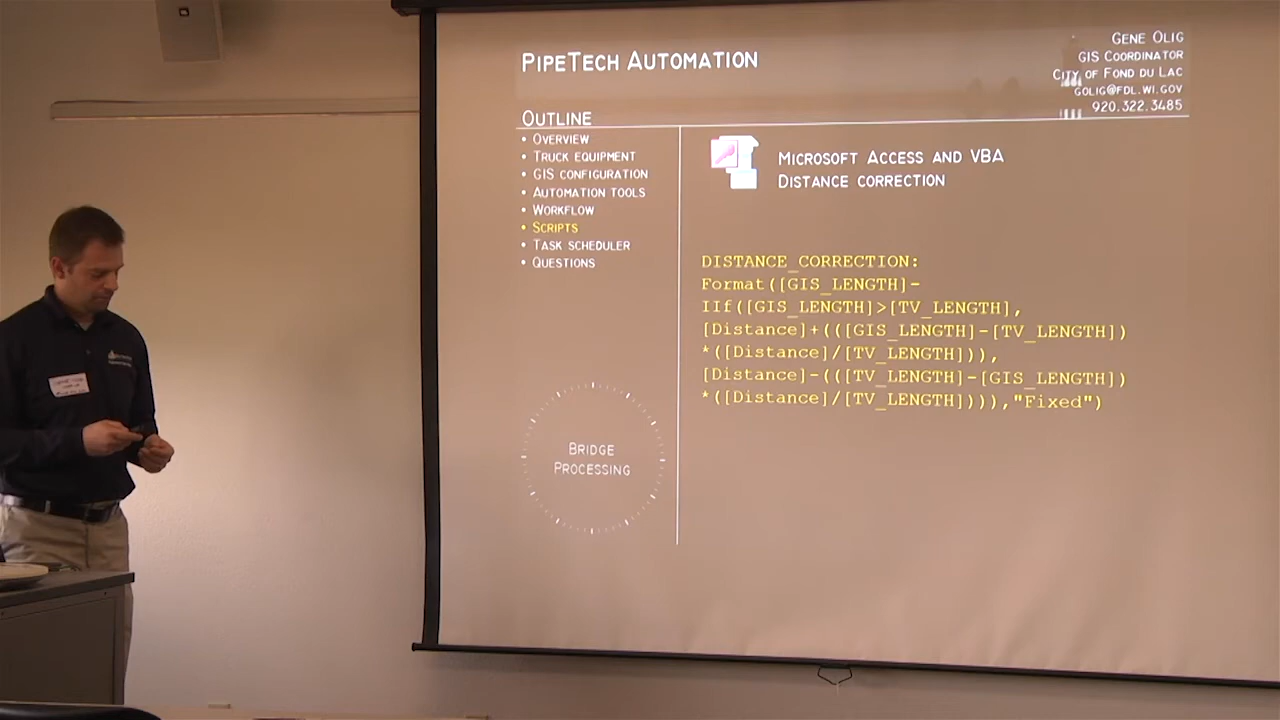 PIPETECH AUTOMATION
GENE OLIG
GIS COORDINATOR
CITY OF FOND DU LAC
GOLIG@FDL.WI.GOV
920.322.3485
OUTLINE
• OVERVIEW
• TRUCK EQUIPMENT
• GIS CONFIGURATION
• AUTOMATION TOOLS
• WORKFLOW
• SCRIPTS
• TASK SCHEDULER
• QUESTIONS
MICROSOFT ACCESS AND VBA
DISTANCE CORRECTION
DISTANCE_CORRECTION:
Format([GIS_LENGTH]-
IIf([GIS_LENGTH]>[TV_LENGTH],
[Distance]+(([GIS_LENGTH]-[TV_LENGTH])
*([Distance]/[TV_LENGTH])),
[Distance]-(([TV_LENGTH]-[GIS_LENGTH])
*([Distance]/[TV_LENGTH]))),"Fixed")
BRIDGE
PROCESSING